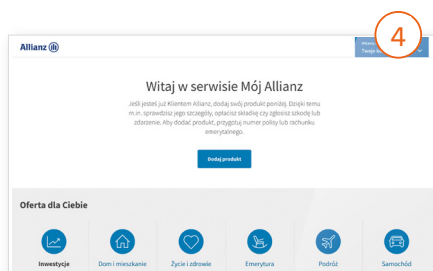 4
Allianz
Witaj w serwisie Mój Allianz
Jeśli jesteś już Klientem Allianz, dodaj swój produkt poniżej. Dzięki temu
m.in. sprawdzisz jego szczegóły, opłacisz składkę czy zgłosisz szkodę lub
zdarzenie. Aby dodać produkt, przygotuj numer polisy lub rachunku
emerytalnego.
Dodaj produkt
Oferta dla Ciebie
Inwestycje Dom i mieszkanie Życie i zdrowie Emerytura Podróż Samochód